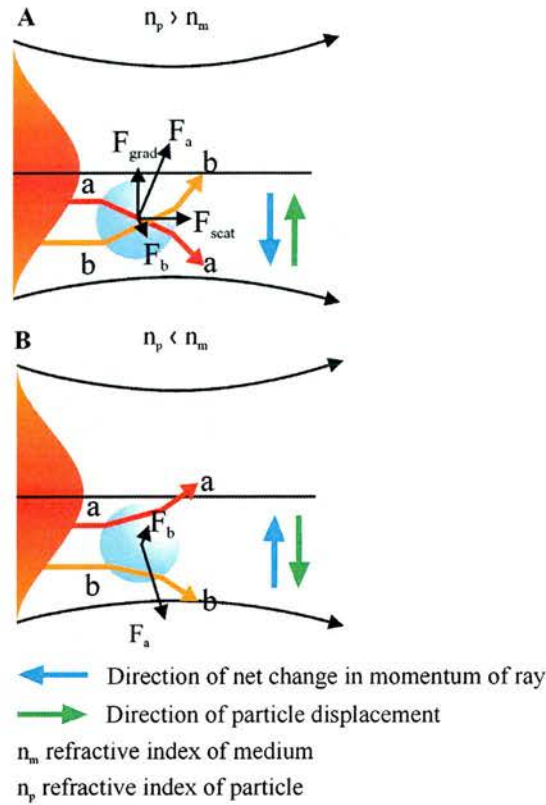 A
n_p > n_m
F_a
F_grad
b
a
F_scat
b
F_b
a
B
n_p < n_m
a
a
F_b
b
b
F_a
Direction of net change in momentum of ray
Direction of particle displacement
n_m refractive index of medium
n_p refractive index of particle